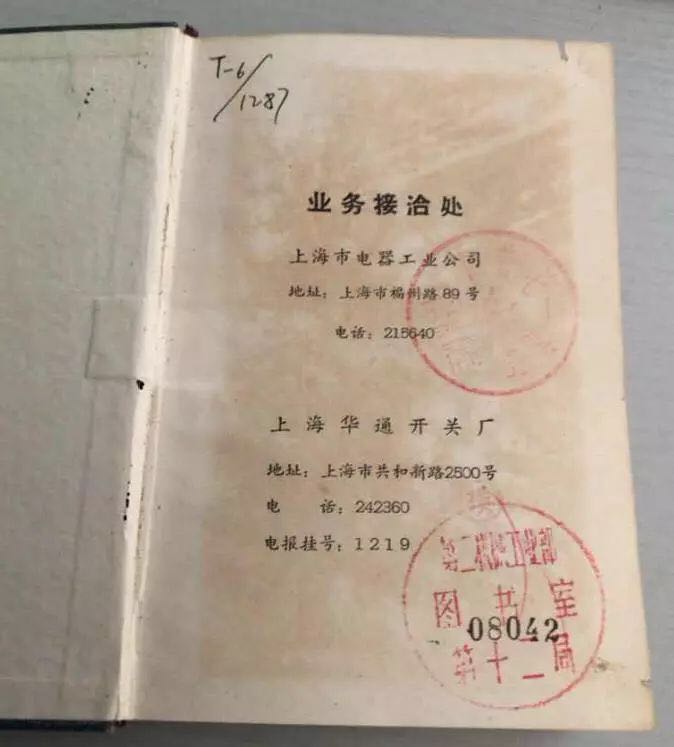 T-6/1287
业务接洽处
上海市电器工业公司
地址：上海市福州路89号
电话：215640
上海华通开关厂
地址：上海市共和新路2800号
电　话：242360
电报挂号：1219
第二机械工业部
图书室
08042
第十二局